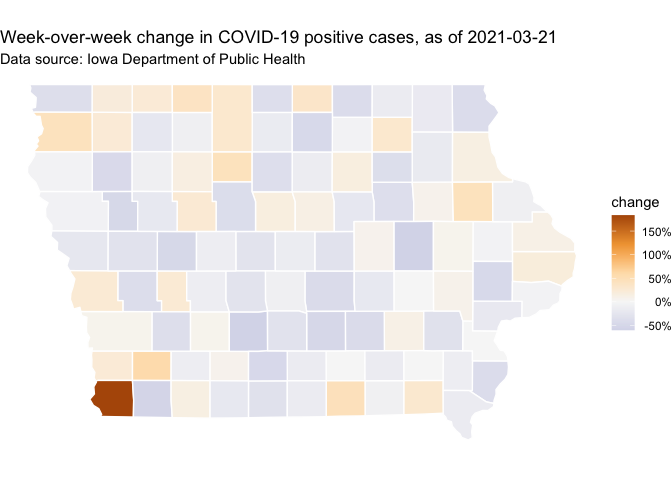 Week-over-week change in COVID-19 positive cases, as of 2021-03-21
Data source: Iowa Department of Public Health
change
150%
100%
50%
0%
-50%